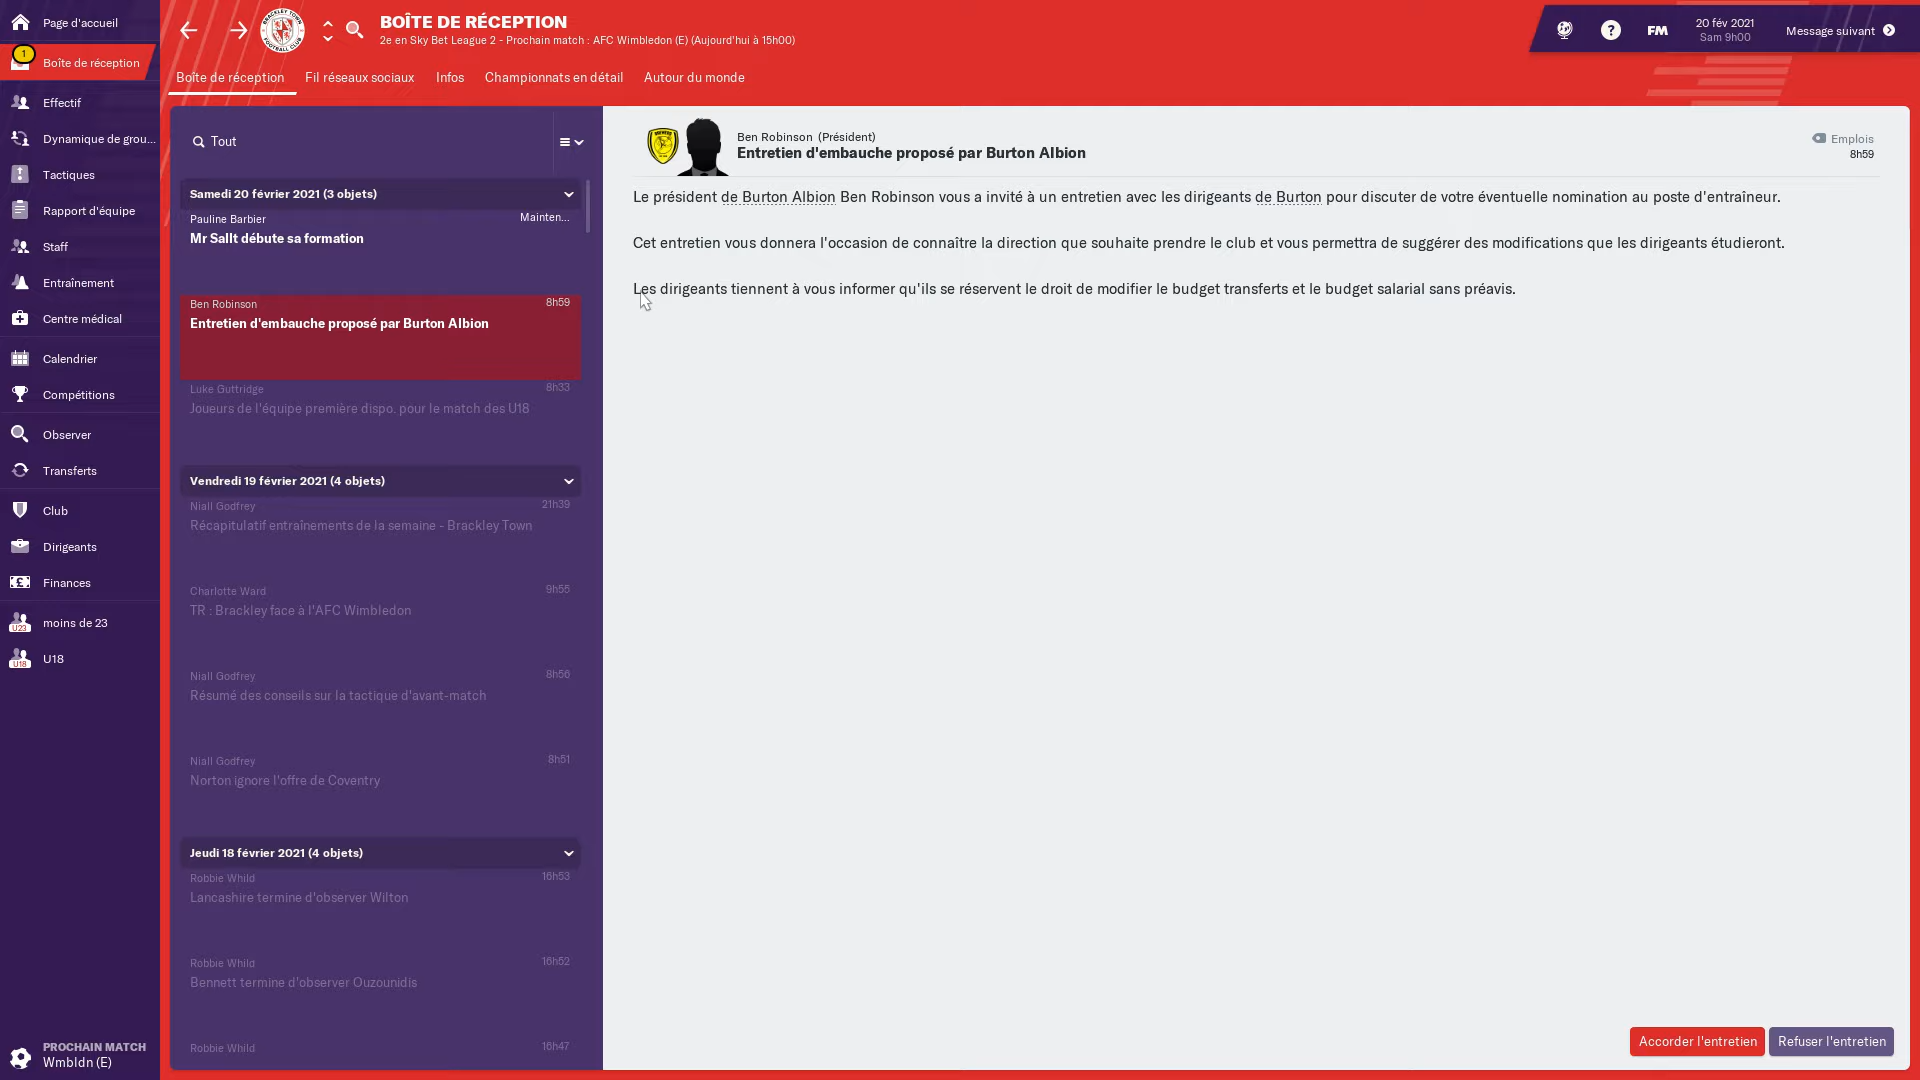 Page d'accueil
1
Boîte de réception
Effectif
Dynamique de grou...
Tactiques
Rapport d'équipe
Staff
Entraînement
Centre médical
Calendrier
Compétitions
Observer
Transferts
Club
Dirigeants
Finances
U23
moins de 23
U18
U18
PROCHAIN MATCH
Wmbldn (E)
BRACKLEY TOWN
FOOTBALL CLUB
BOÎTE DE RÉCEPTION
2e en Sky Bet League 2 - Prochain match : AFC Wimbledon (E) (Aujourd'hui à 15h00)
?
FM
20 fév 2021
Sam 9h00
Message suivant
Boîte de réception
Fil réseaux sociaux
Infos
Championnats en détail
Autour du monde
Tout
Samedi 20 février 2021 (3 objets)
Pauline Barbier
Mainten...
Mr Sallt débute sa formation
Ben Robinson
8h59
Entretien d'embauche proposé par Burton Albion
Luke Guttridge
8h33
Joueurs de l'équipe première dispo. pour le match des U18
Vendredi 19 février 2021 (4 objets)
Niall Godfrey
21h39
Récapitulatif entraînements de la semaine - Brackley Town
Charlotte Ward
9h55
TR : Brackley face à l'AFC Wimbledon
Niall Godfrey
8h56
Résumé des conseils sur la tactique d'avant-match
Niall Godfrey
8h51
Norton ignore l'offre de Coventry
Jeudi 18 février 2021 (4 objets)
Robbie Whild
16h53
Lancashire termine d'observer Wilton
Robbie Whild
16h52
Bennett termine d'observer Ouzounidis
Robbie Whild
16h47
Ben Robinson (Président)
Entretien d'embauche proposé par Burton Albion
Emplois
8h59
Le président de Burton Albion Ben Robinson vous a invité à un entretien avec les dirigeants de Burton pour discuter de votre éventuelle nomination au poste d'entraîneur.
Cet entretien vous donnera l'occasion de connaître la direction que souhaite prendre le club et vous permettra de suggérer des modifications que les dirigeants étudieront.
Les dirigeants tiennent à vous informer qu'ils se réservent le droit de modifier le budget transferts et le budget salarial sans préavis.
Accorder l'entretien
Refuser l'entretien